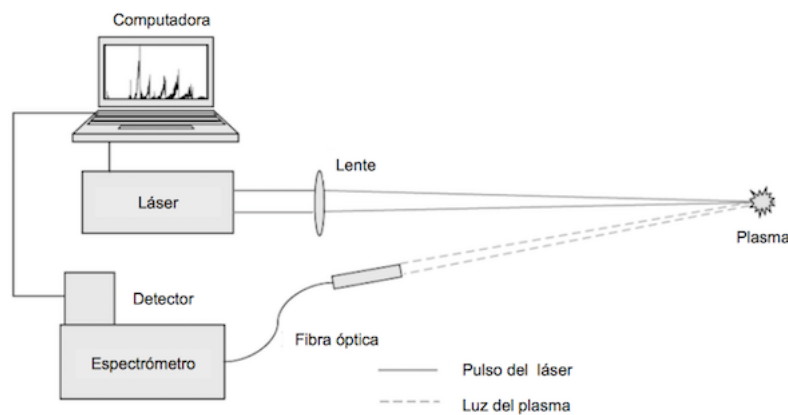 Computadora
Lente
Láser
Plasma
Detector
Fibra óptica
Espectrómetro
Pulso del láser
Luz del plasma